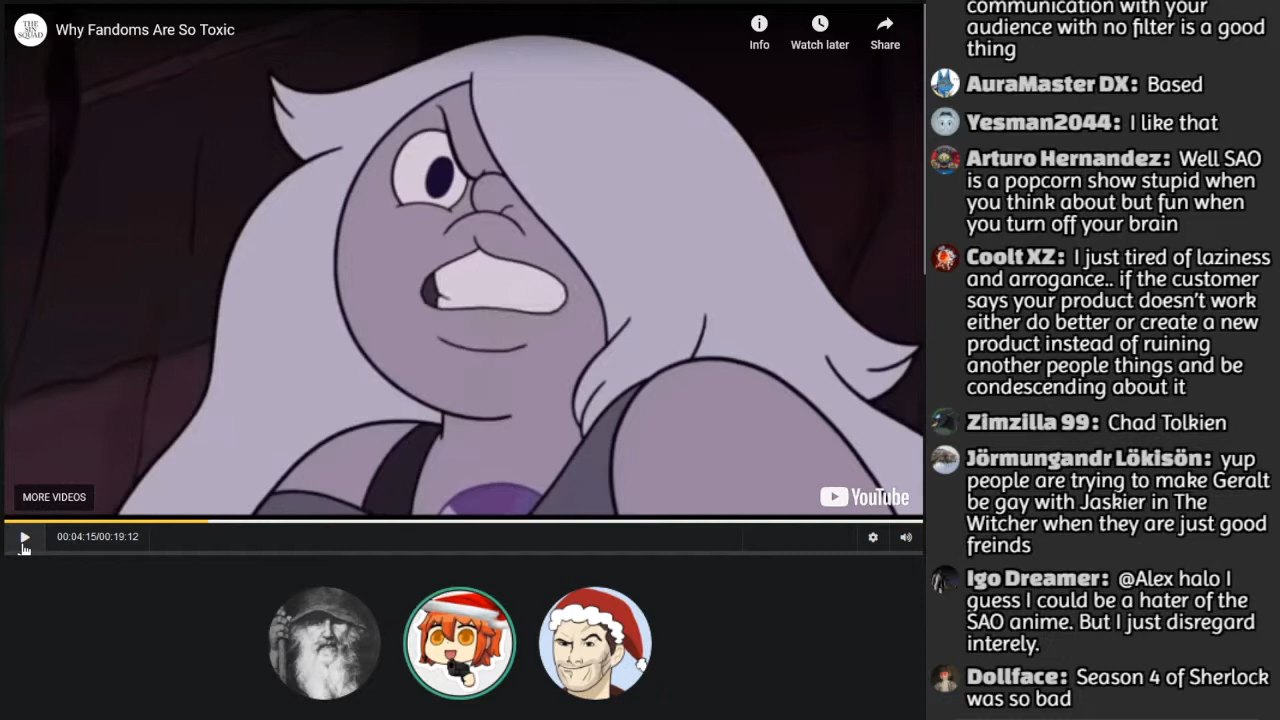 THE
SIN
SQUAD
Why Fandoms Are So Toxic
Info
Watch later
Share
MORE VIDEOS
YouTube
00:04:15/00:19:12
communication with your
audience with no filter is a good
thing
AuraMaster DX: Based
Yesman2044: I like that
Arturo Hernandez: Well SAO
is a popcorn show stupid when
you think about but fun when
you turn off your brain
Coolt XZ: I just tired of laziness
and arrogance.. if the customer
says your product doesn't work
either do better or create a new
product instead of ruining
another people things and be
condescending about it
Zimzilla 99: Chad Tolkien
Jörmungandr Lökisön: yup
people are trying to make Geralt
be gay with Jaskier in The
Witcher when they are just good
freinds
Igo Dreamer: @Alex halo I
guess I could be a hater of the
SAO anime. But I just disregard
interely.
Dollface: Season 4 of Sherlock
was so bad